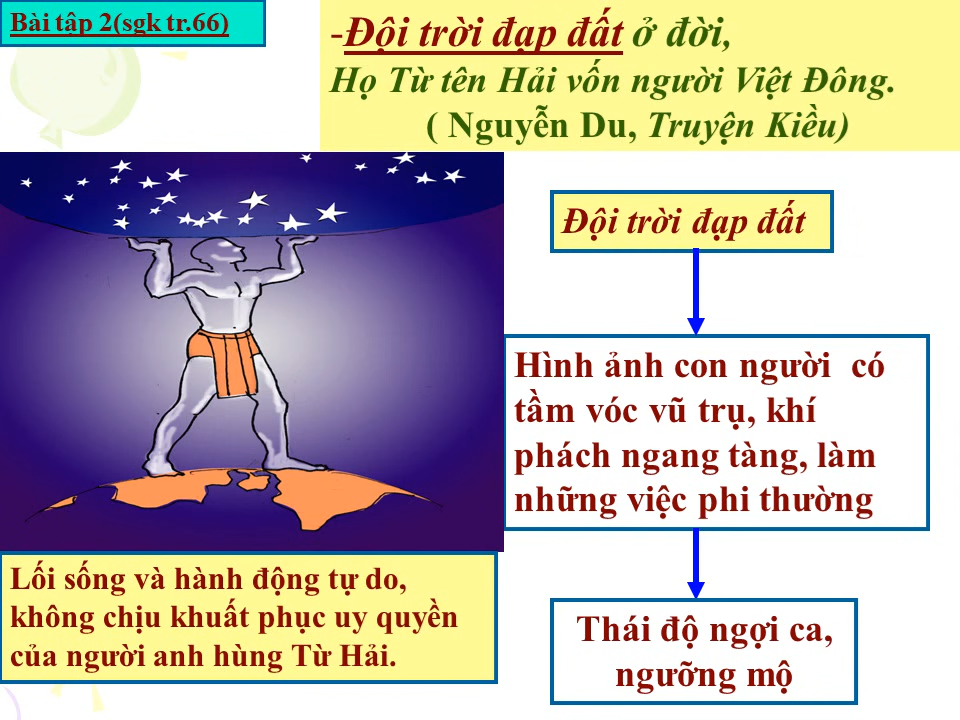 Bài tập 2(sgk tr.66)
-Đội trời đạp đất ở đời,
Họ Từ tên Hải vốn người Việt Đông.
( Nguyễn Du, Truyện Kiều)
Đội trời đạp đất
Hình ảnh con người có
tầm vóc vũ trụ, khí
phách ngang tàng, làm
những việc phi thường
Lối sống và hành động tự do,
không chịu khuất phục uy quyền
của người anh hùng Từ Hải.
Thái độ ngợi ca,
ngưỡng mộ